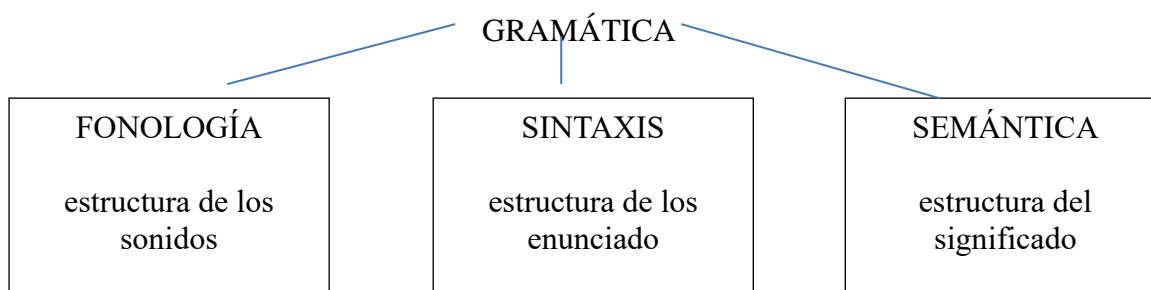 GRAMÁTICA
FONOLOGÍA
estructura de los
sonidos
SINTAXIS
estructura de los
enunciado
SEMÁNTICA
estructura del
significado